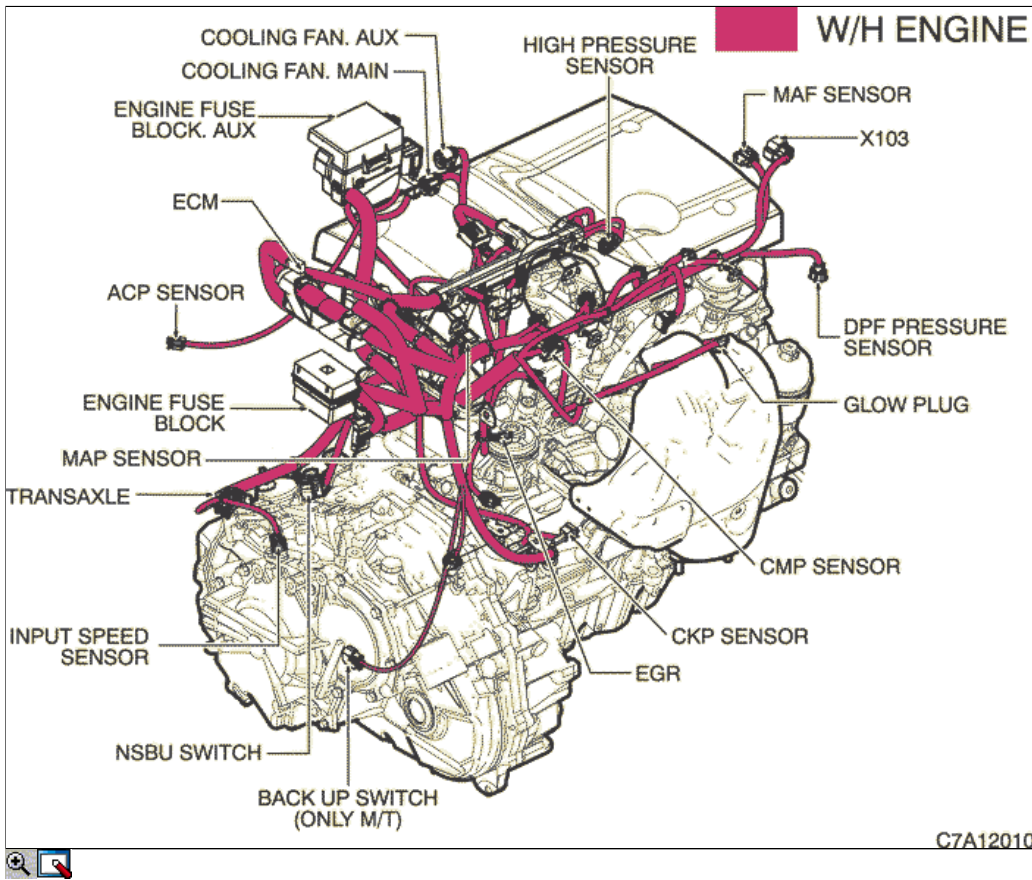 W/H ENGINE
COOLING FAN. AUX
COOLING FAN. MAIN
HIGH PRESSURE
SENSOR
MAF SENSOR
X103
ENGINE FUSE
BLOCK. AUX
ECM
ACP SENSOR
DPF PRESSURE
SENSOR
ENGINE FUSE
BLOCK
GLOW PLUG
MAP SENSOR
TRANSAXLE
CMP SENSOR
INPUT SPEED
SENSOR
CKP SENSOR
EGR
NSBU SWITCH
BACK UP SWITCH
(ONLY M/T)
C7A12010